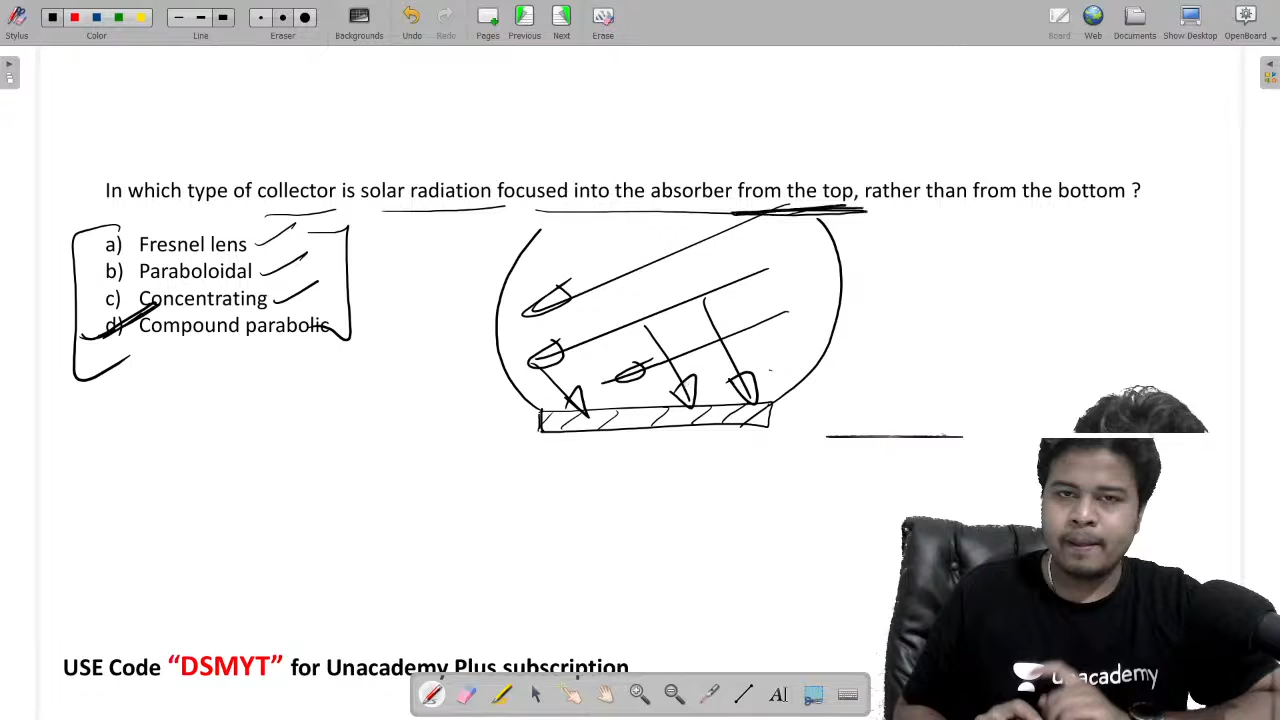 Stylus Color Line Eraser Backgrounds Undo Redo Pages Previous Next Erase Board Web Documents Show Desktop OpenBoard
In which type of collector is solar radiation focused into the absorber from the top, rather than from the bottom ?
a) Fresnel lens
b) Paraboloidal
c) Concentrating
d) Compound parabolic
unacademy
USE Code “DSMYT” for Unacademy Plus subscription